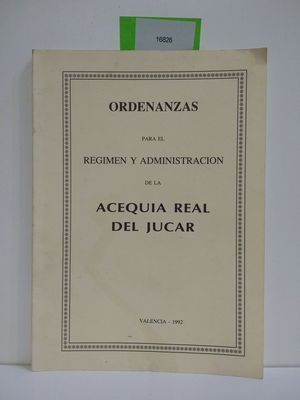 16826
ORDENANZAS
PARA EL
REGIMEN Y ADMINISTRACION
DE LA
ACEQUIA REAL
DEL JUCAR
VALENCIA - 1992